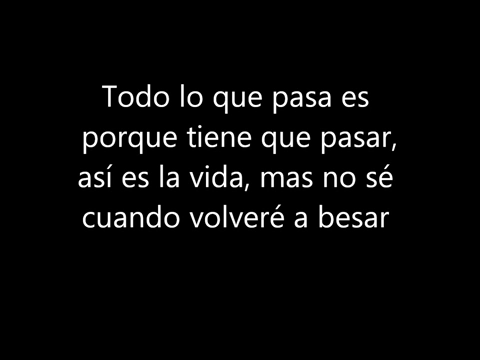 Todo lo que pasa es
porque tiene que pasar,
así es la vida, mas no sé
cuando volveré a besar